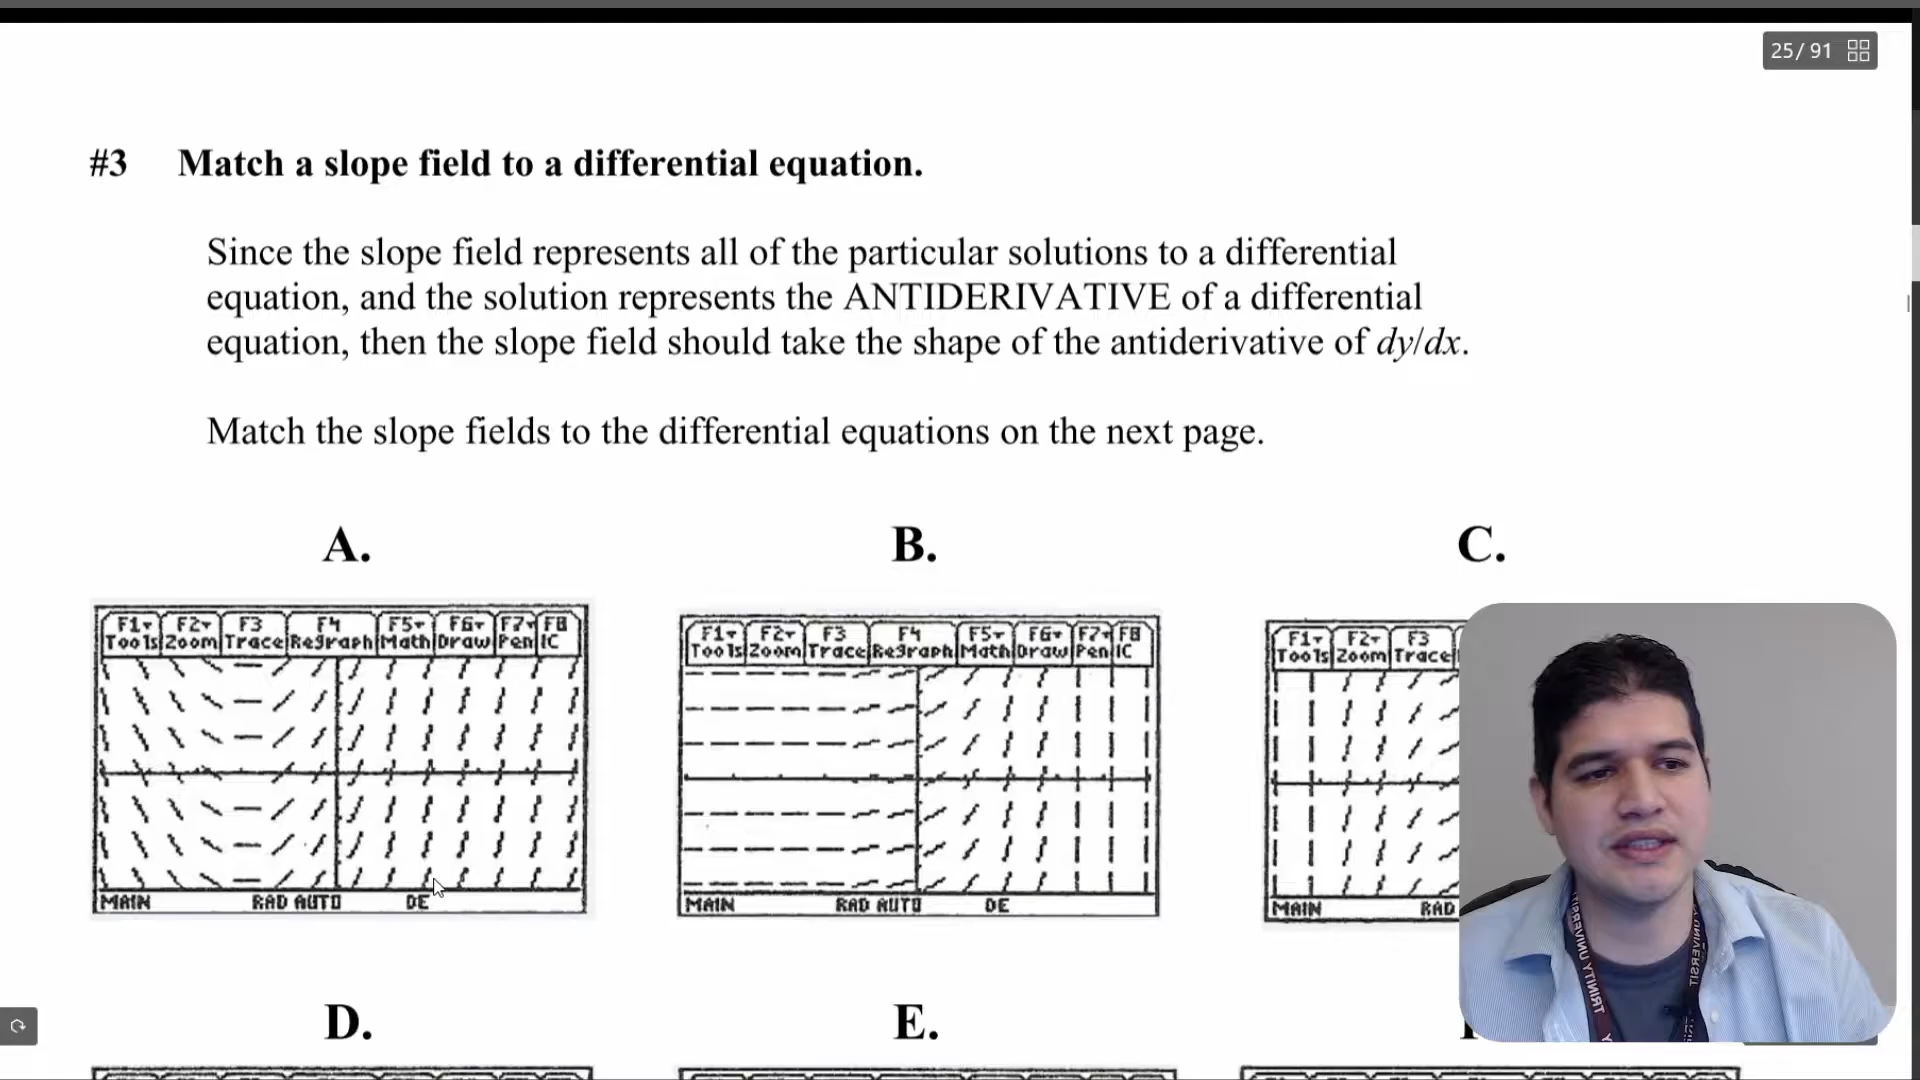 25/ 91
#3 Match a slope field to a differential equation.
Since the slope field represents all of the particular solutions to a differential
equation, and the solution represents the ANTIDERIVATIVE of a differential
equation, then the slope field should take the shape of the antiderivative of dy/dx.
Match the slope fields to the differential equations on the next page.
A. B. C.
F1 F2 F3 F4 F5 F6 F7 F8
Tools Zoom Trace Regraph Math Draw Pen IC
MAIN RAD AUTO DE
F1 F2 F3 F4 F5 F6 F7 F8
Tools Zoom Trace Regraph Math Draw Pen IC
MAIN RAD AUTO DE
F1 F2 F3
Tools Zoom Trace
MAIN RAD
TRINITY UNIVERSITY
D. E.